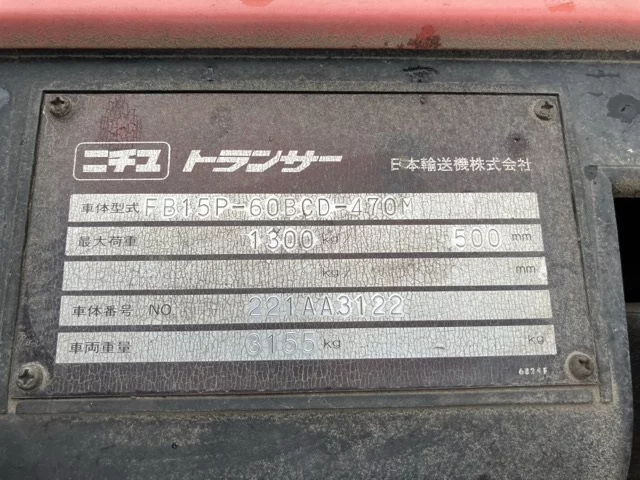 ニチユ トランサー 日本輸送機株式会社
車体型式 FB15P-60BCD-470M
最大荷重 1300 kg/ 500 mm
kg/ mm
車体番号 NO 221AA3122
車両重量 3155 kg kg